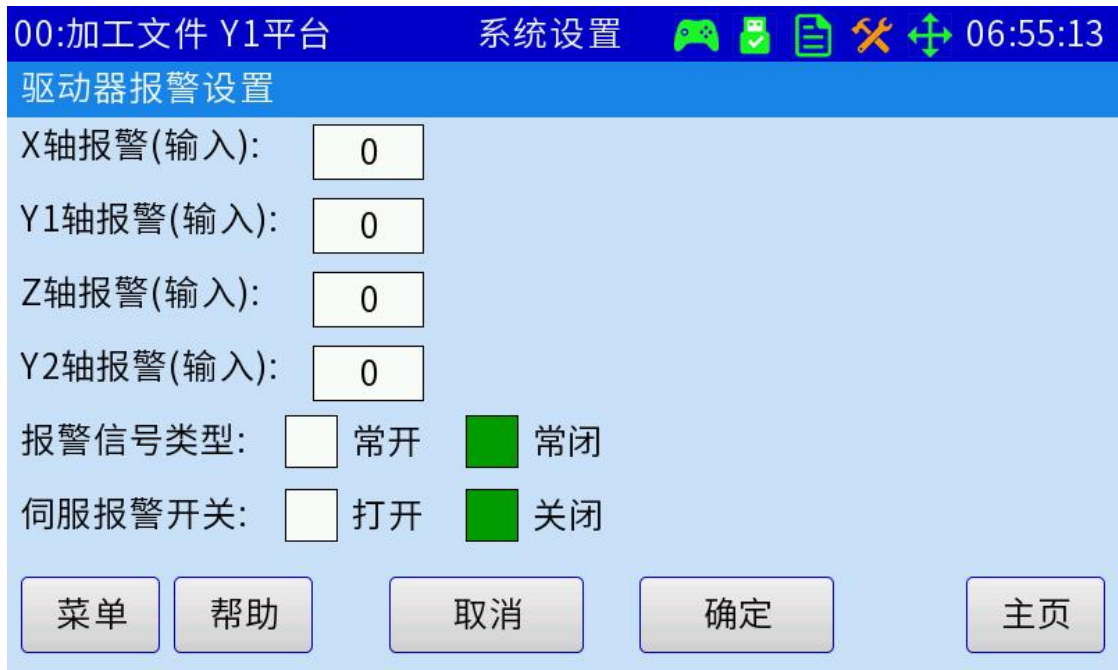 00:加工文件 Y1平台 系统设置 06:55:13
驱动器报警设置
X轴报警(输入): 0
Y1轴报警(输入): 0
Z轴报警(输入): 0
Y2轴报警(输入): 0
报警信号类型: 常开 常闭
伺服报警开关: 打开 关闭
菜单 帮助 取消 确定 主页